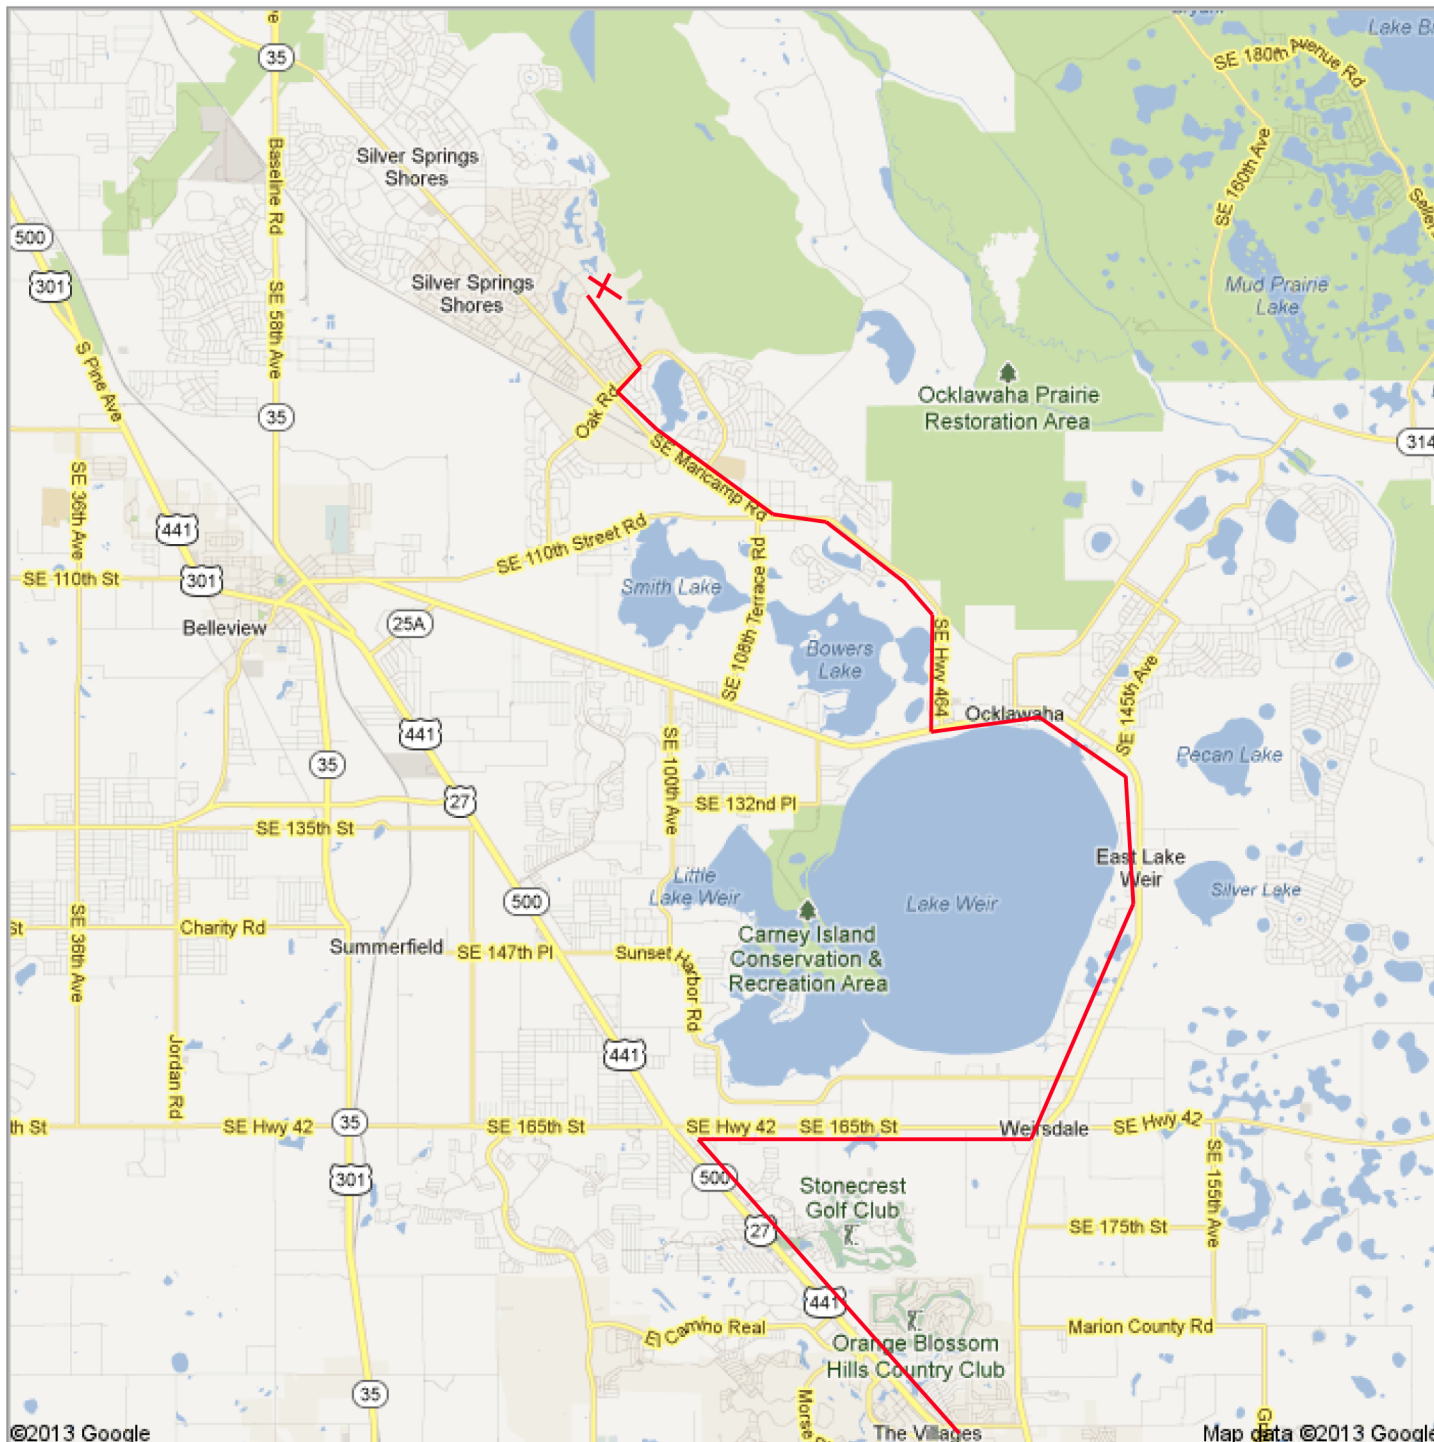 Bryant
Lake B
ve
35
SE 180th Avenue Rd
Baseline Rd
Silver Springs
Shores
SE 160th Ave
Seller
500
301
Silver Springs
Shores
SE 58th Ave
Mud Prairie
Lake
S Pine Ave
35
Oak Rd
Ocklawaha Prairie
Restoration Area
314
SE 36th Ave
SE Maricamp Rd
441
SE 110th Street Rd
SE 110th St
301
Smith Lake
SE 108th Terrace Rd
25A
Belleview
Bowers
Lake
SE Hwy 464
Ocklawaha
SE 145th Ave
441
SE 100th Ave
Pecan Lake
35
27
SE 132nd Pl
SE 135th St
East Lake
Weir
Little
Lake Weir
Silver Lake
500
Lake Weir
SE 36th Ave
St
Charity Rd
Summerfield
SE 147th Pl
Sunset Harbor Rd
Carney Island
Conservation &
Recreation Area
441
Jordan Rd
th St
SE Hwy 42
35
SE 165th St
SE Hwy 42
SE 165th St
Weirsdale
SE Hwy 42
301
500
Stonecrest
Golf Club
SE 155th Ave
27
SE 175th St
441
El Camino Real
Orange Blossom
Hills Country Club
Marion County Rd
35
Morse
The Villages
©2013 Google
Map data ©2013 Google